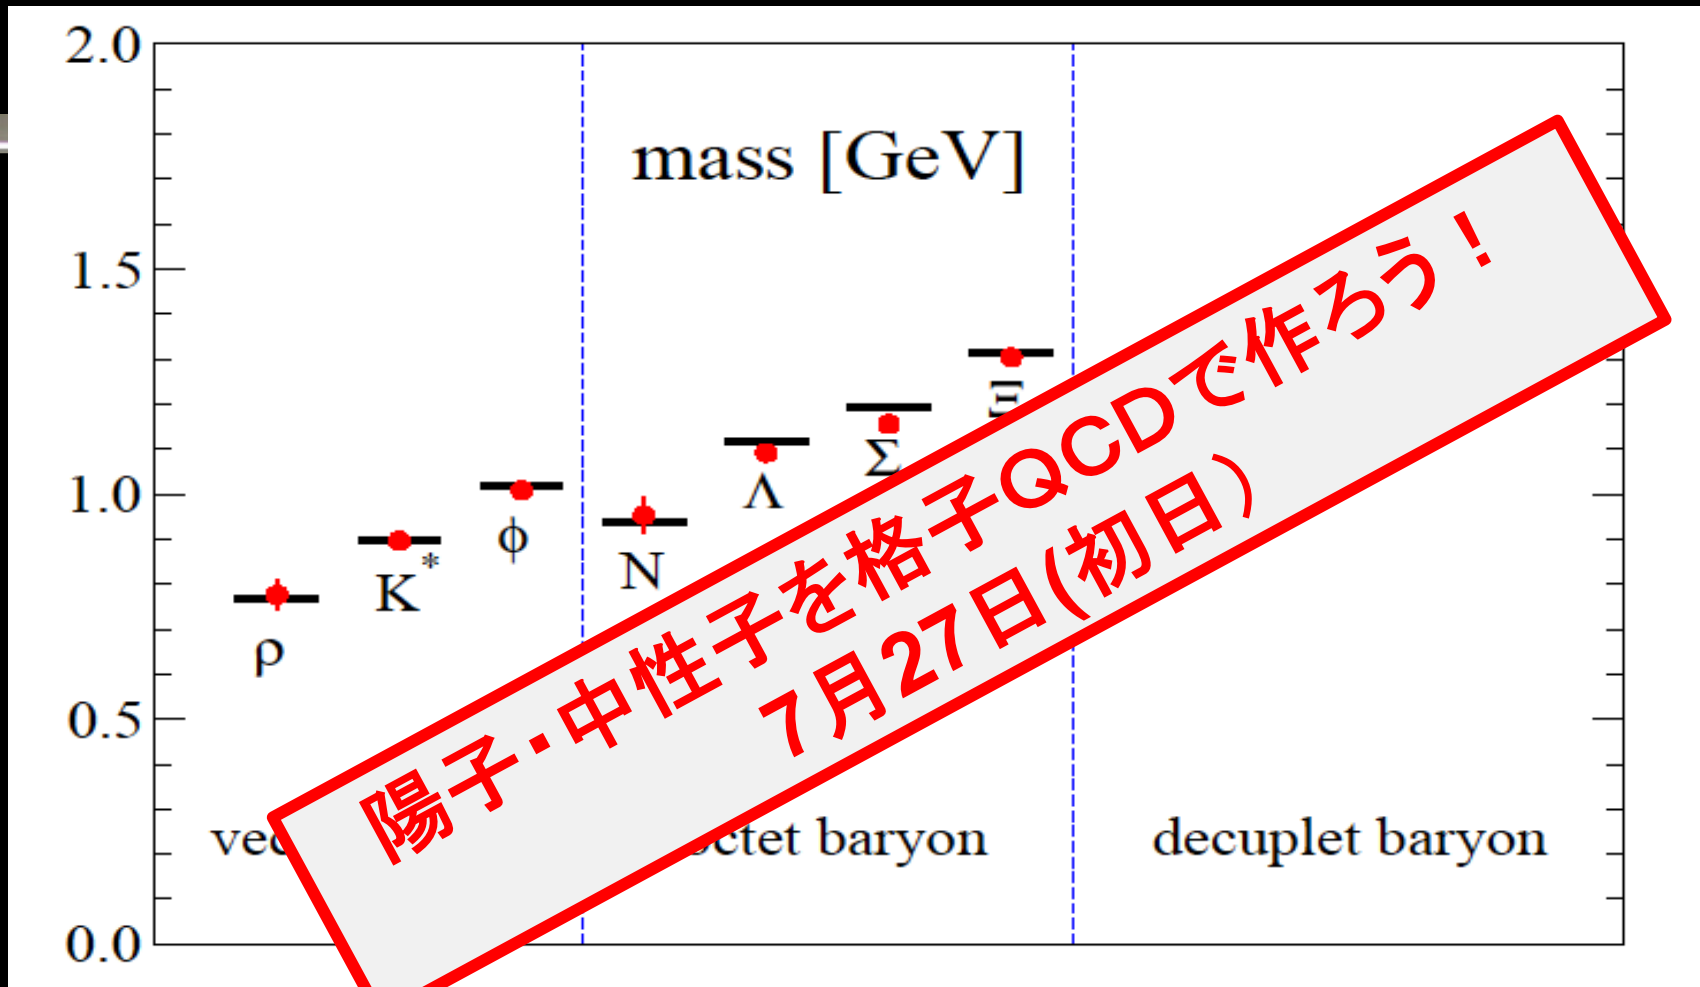 2.0
mass [GeV]
1.5
1.0
0.5
0.0
ρ
K*
ϕ
N
Λ
Σ
Ξ
陽子・中性子を格子QCDで作ろう！
7月27日(初日）
baryon
decuplet baryon